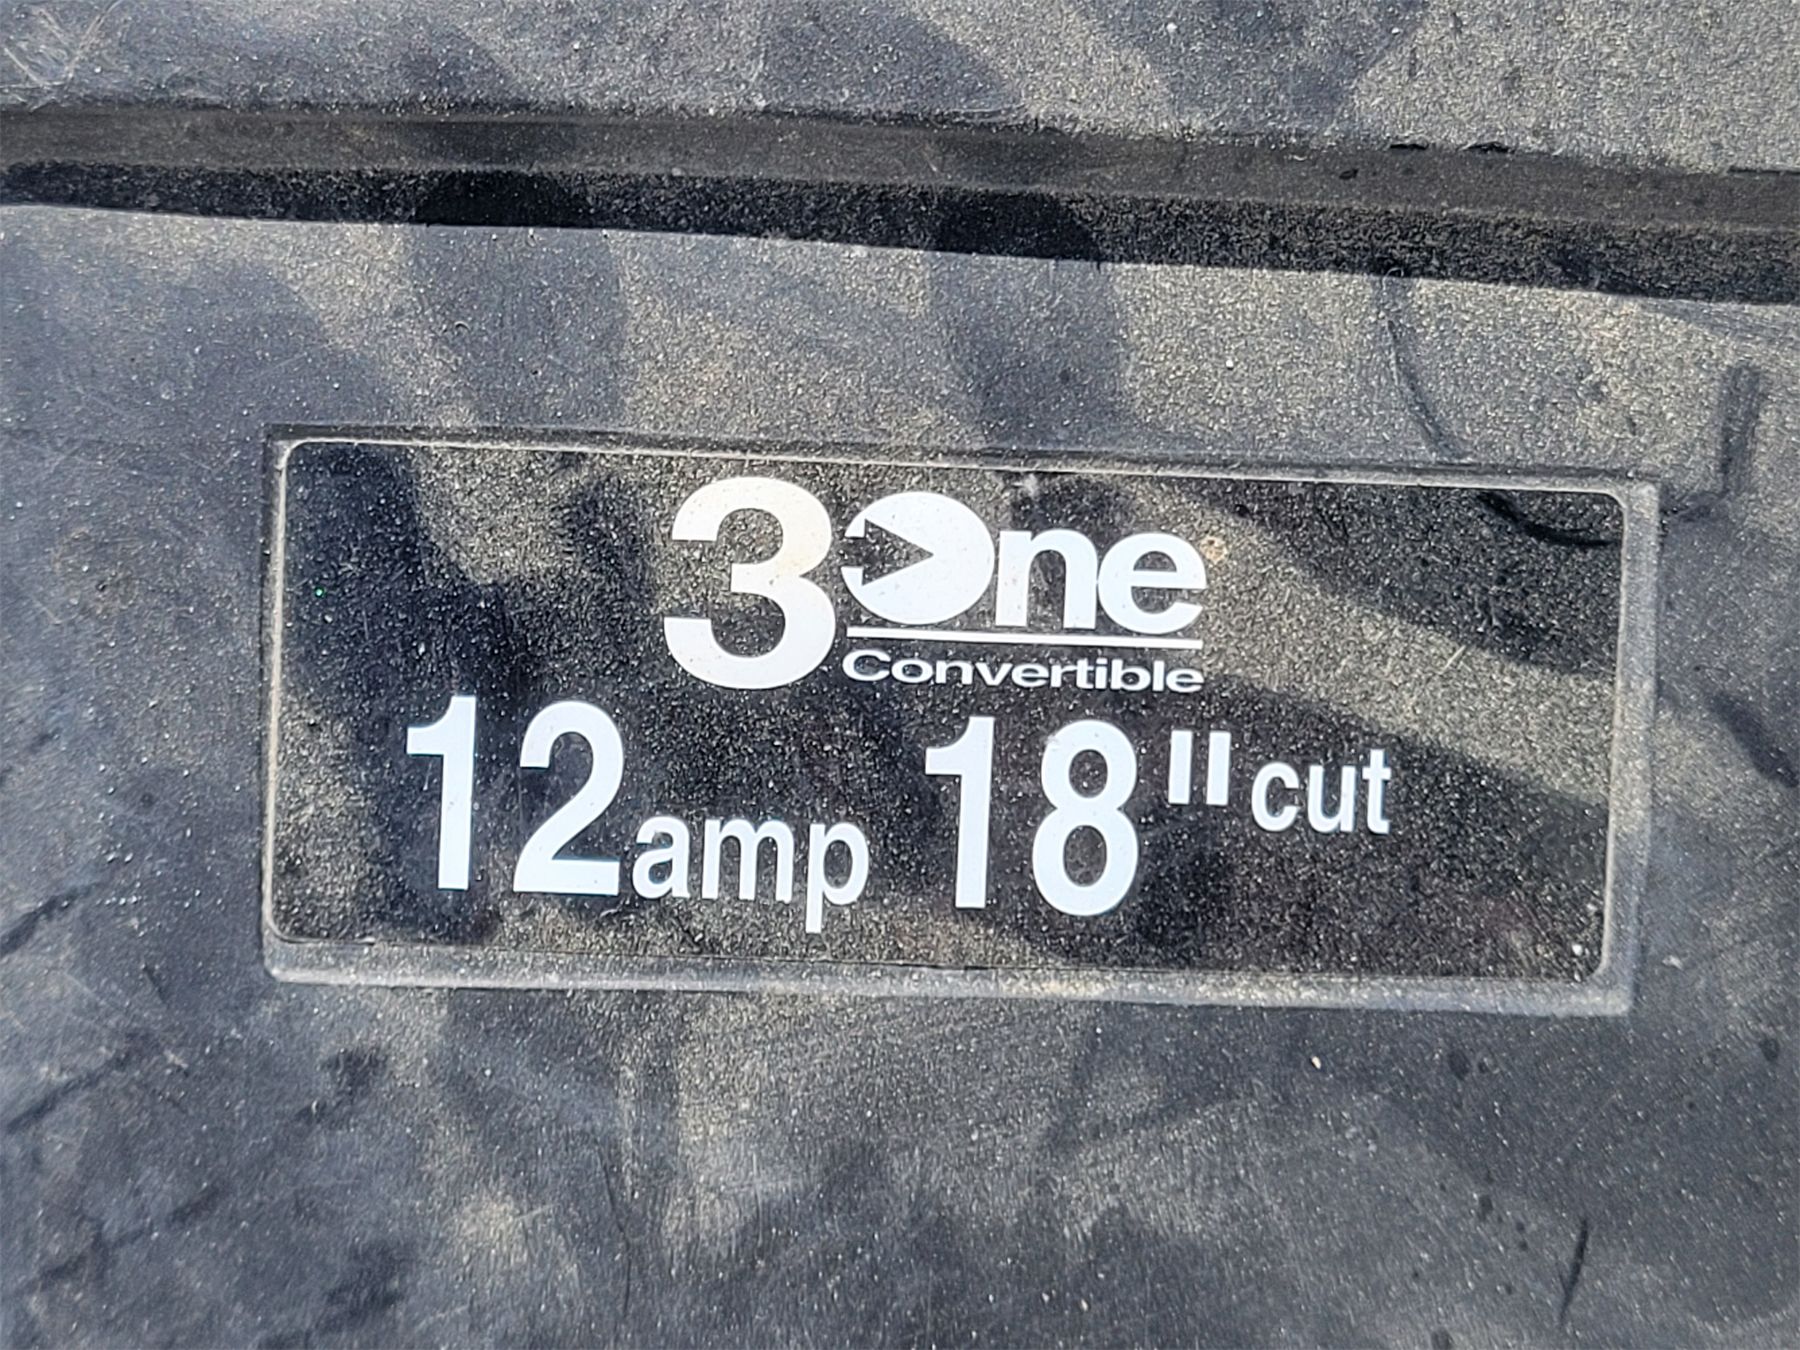 3One
Convertible
12amp 18"cut